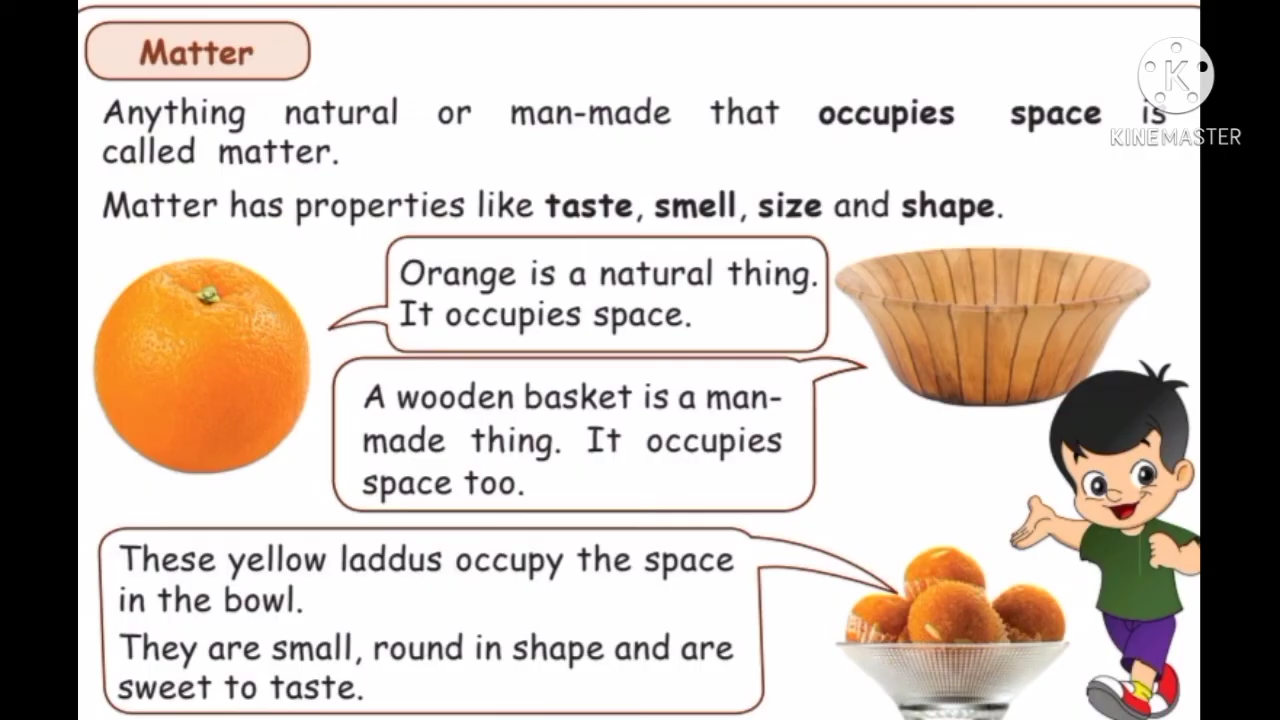 Matter
K
KINEMASTER
Anything natural or man-made that occupies space is
called matter.
Matter has properties like taste, smell, size and shape.
Orange is a natural thing.
It occupies space.
A wooden basket is a man-
made thing. It occupies
space too.
These yellow laddus occupy the space
in the bowl.
They are small, round in shape and are
sweet to taste.